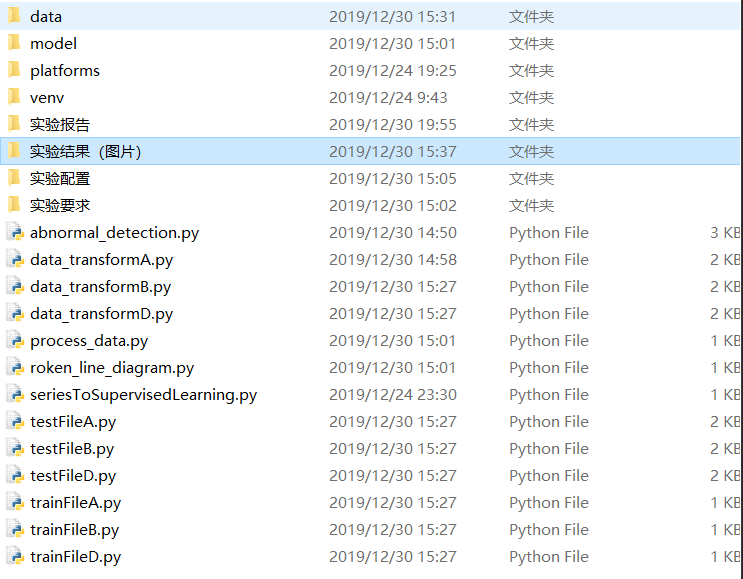 data 2019/12/30 15:31 文件夹
model 2019/12/30 15:01 文件夹
platforms 2019/12/24 19:25 文件夹
venv 2019/12/24 9:43 文件夹
实验报告 2019/12/30 19:55 文件夹
实验结果（图片） 2019/12/30 15:37 文件夹
实验配置 2019/12/30 15:05 文件夹
实验要求 2019/12/30 15:02 文件夹
abnormal_detection.py 2019/12/30 14:50 Python File 3 KB
data_transformA.py 2019/12/30 14:58 Python File 2 KB
data_transformB.py 2019/12/30 15:27 Python File 2 KB
data_transformD.py 2019/12/30 15:27 Python File 2 KB
process_data.py 2019/12/30 15:01 Python File 1 KB
roken_line_diagram.py 2019/12/30 15:01 Python File 1 KB
seriesToSupervisedLearning.py 2019/12/24 23:30 Python File 1 KB
testFileA.py 2019/12/30 15:27 Python File 2 KB
testFileB.py 2019/12/30 15:27 Python File 2 KB
testFileD.py 2019/12/30 15:27 Python File 2 KB
trainFileA.py 2019/12/30 15:27 Python File 1 KB
trainFileB.py 2019/12/30 15:27 Python File 1 KB
trainFileD.py 2019/12/30 15:27 Python File 1 KB